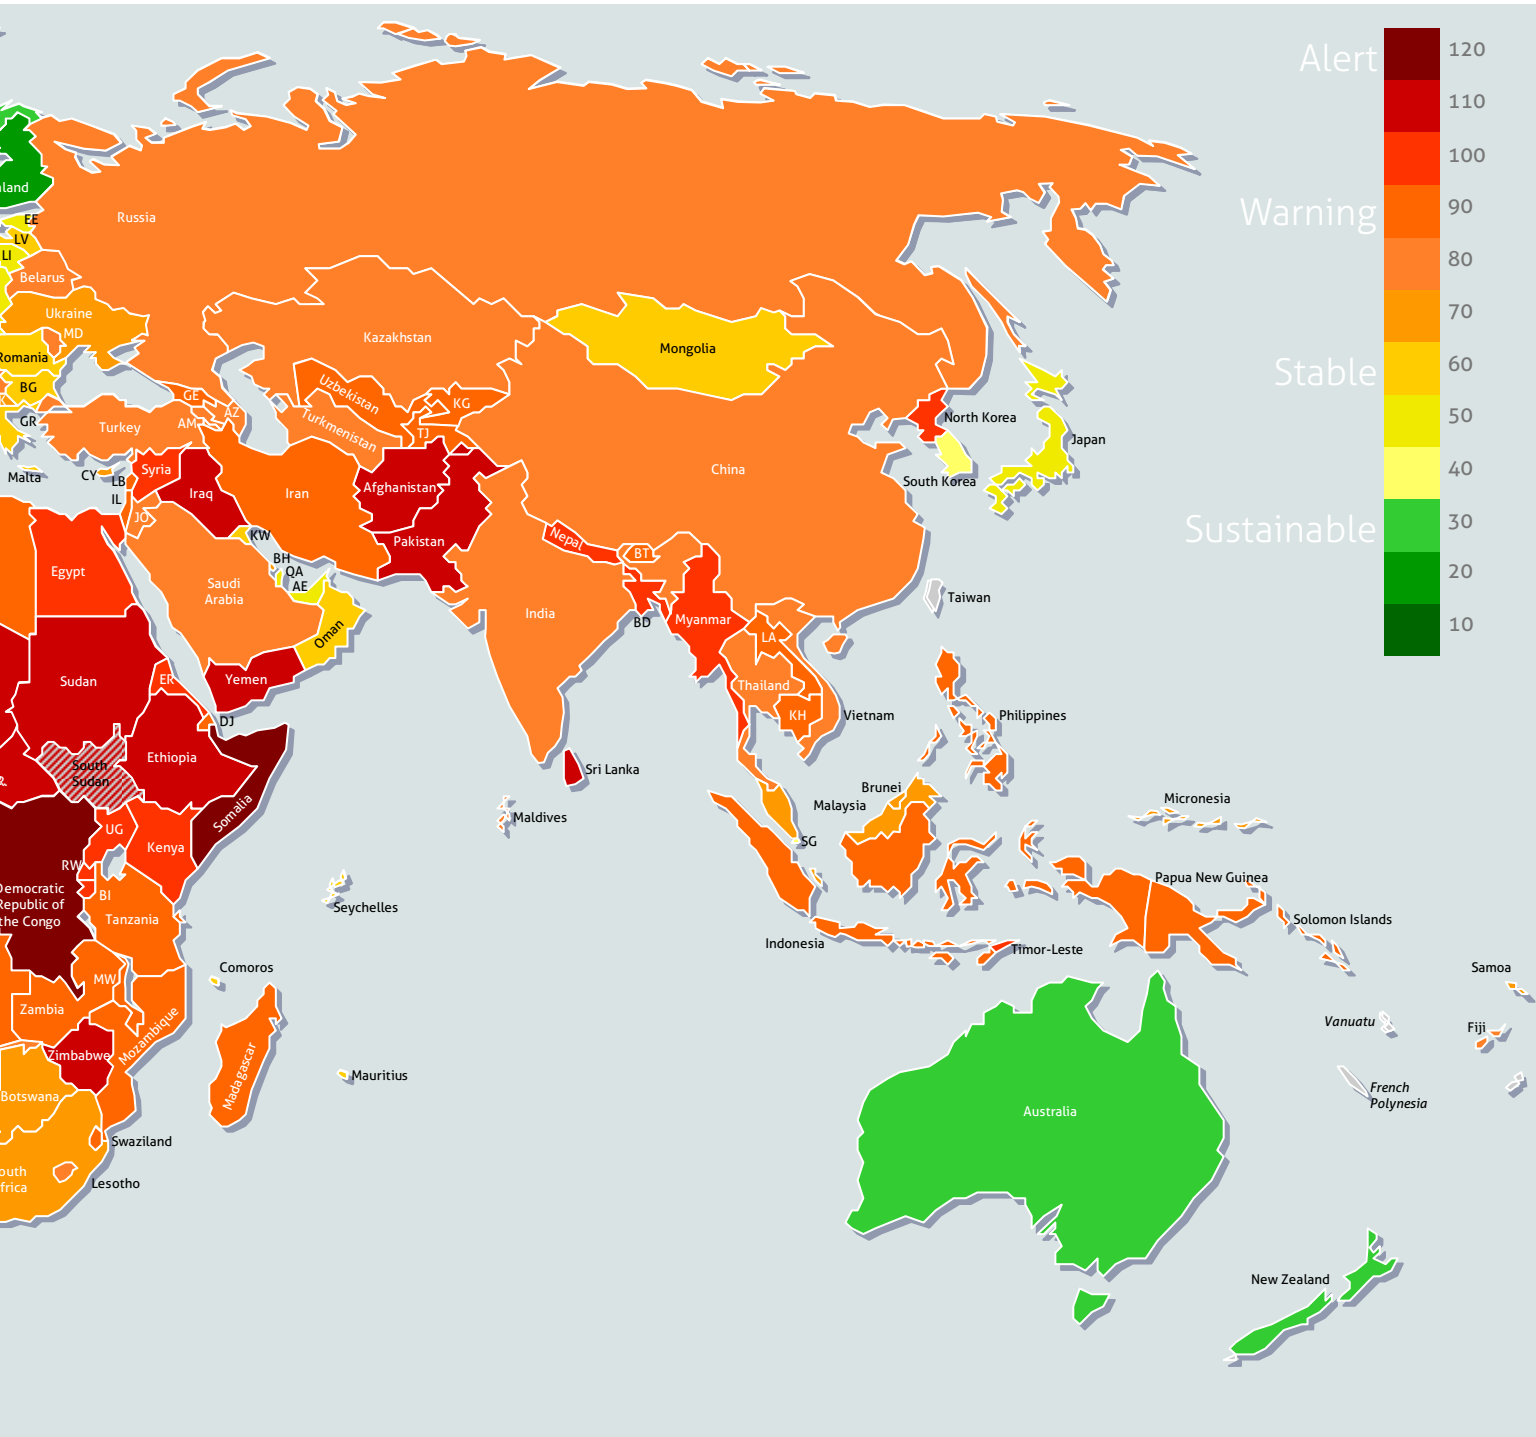 Alert
120
110
100
Warning
90
80
70
Stable
60
50
40
Sustainable
30
20
10
land
EE
LV
LI
Russia
Belarus
Ukraine
MD
Romania
BG
K
GR
Malta
Kazakhstan
Mongolia
Uzbekistan
Turkmenistan
KG
TJ
GE
AM
AZ
Turkey
CY
LB
IL
JO
Syria
Iraq
Iran
Afghanistan
Pakistan
China
North Korea
South Korea
Japan
KW
BH
QA
AE
Egypt
Saudi
Arabia
Oman
Yemen
Nepal
BT
India
BD
Myanmar
LA
Thailand
KH
Vietnam
Taiwan
Philippines
Sudan
ER
DJ
South
Sudan
Ethiopia
Somalia
Sri Lanka
Maldives
Brunei
Malaysia
SG
Micronesia
UG
Kenya
RW
BI
Democratic
Republic of
the Congo
Tanzania
Seychelles
Papua New Guinea
Solomon Islands
Indonesia
Timor-Leste
Comoros
MW
Zambia
Mozambique
Zimbabwe
Madagascar
Mauritius
Botswana
Swaziland
outh
frica
Lesotho
Samoa
Vanuatu
Fiji
French
Polynesia
Australia
New Zealand